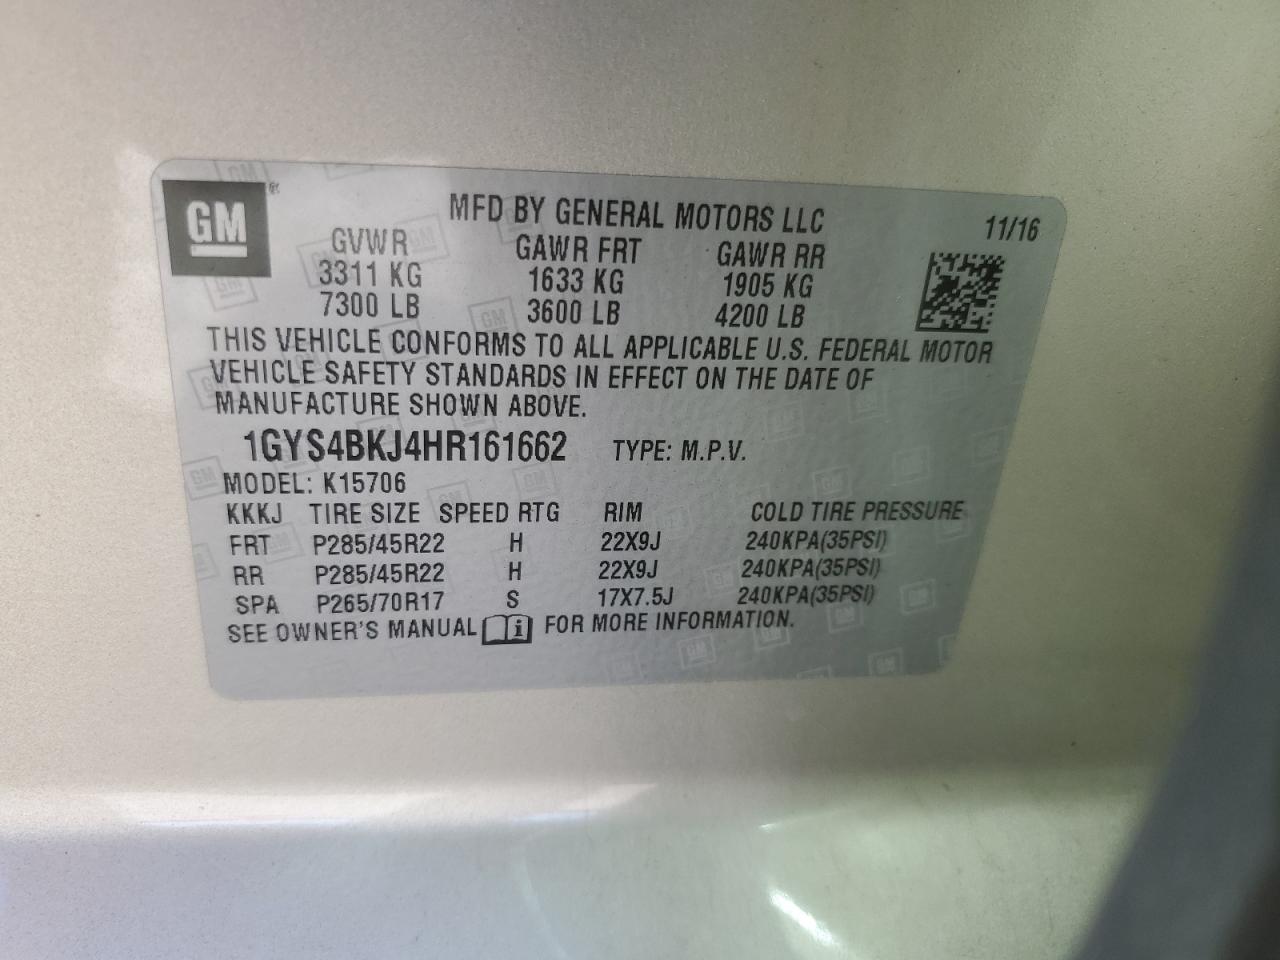 GM ®
MFD BY GENERAL MOTORS LLC 11/16
GVWR GAWR FRT GAWR RR
3311 KG 1633 KG 1905 KG
7300 LB 3600 LB 4200 LB
THIS VEHICLE CONFORMS TO ALL APPLICABLE U.S. FEDERAL MOTOR
VEHICLE SAFETY STANDARDS IN EFFECT ON THE DATE OF
MANUFACTURE SHOWN ABOVE.
1GYS4BKJ4HR161662 TYPE: M.P.V.
MODEL: K15706
KKKJ TIRE SIZE SPEED RTG RIM COLD TIRE PRESSURE
FRT P285/45R22 H 22X9J 240KPA(35PSI)
RR P285/45R22 H 22X9J 240KPA(35PSI)
SPA P265/70R17 S 17X7.5J 240KPA(35PSI)
SEE OWNER'S MANUAL i FOR MORE INFORMATION.